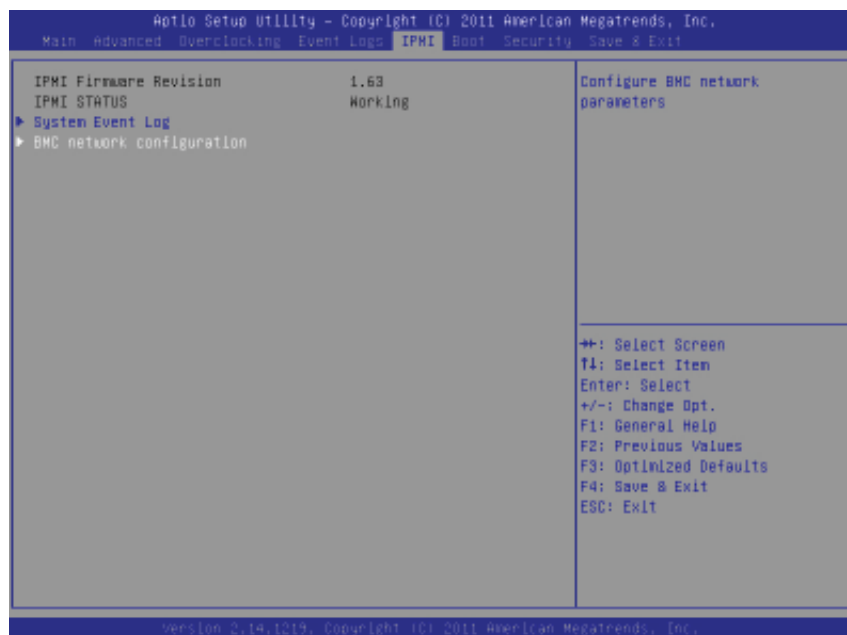 Aptio Setup Utility – Copyright (C) 2011 American Megatrends, Inc.
Main Advanced Overclocking Event Logs IPMI Boot Security Save & Exit
IPMI Firmware Revision 1.63
IPMI STATUS Working
System Event Log
BMC network configuration
Configure BMC network
parameters
→←: Select Screen
↑↓: Select Item
Enter: Select
+/-: Change Opt.
F1: General Help
F2: Previous Values
F3: Optimized Defaults
F4: Save & Exit
ESC: Exit
Version 2.14.1219. Copyright (C) 2011 American Megatrends, Inc.